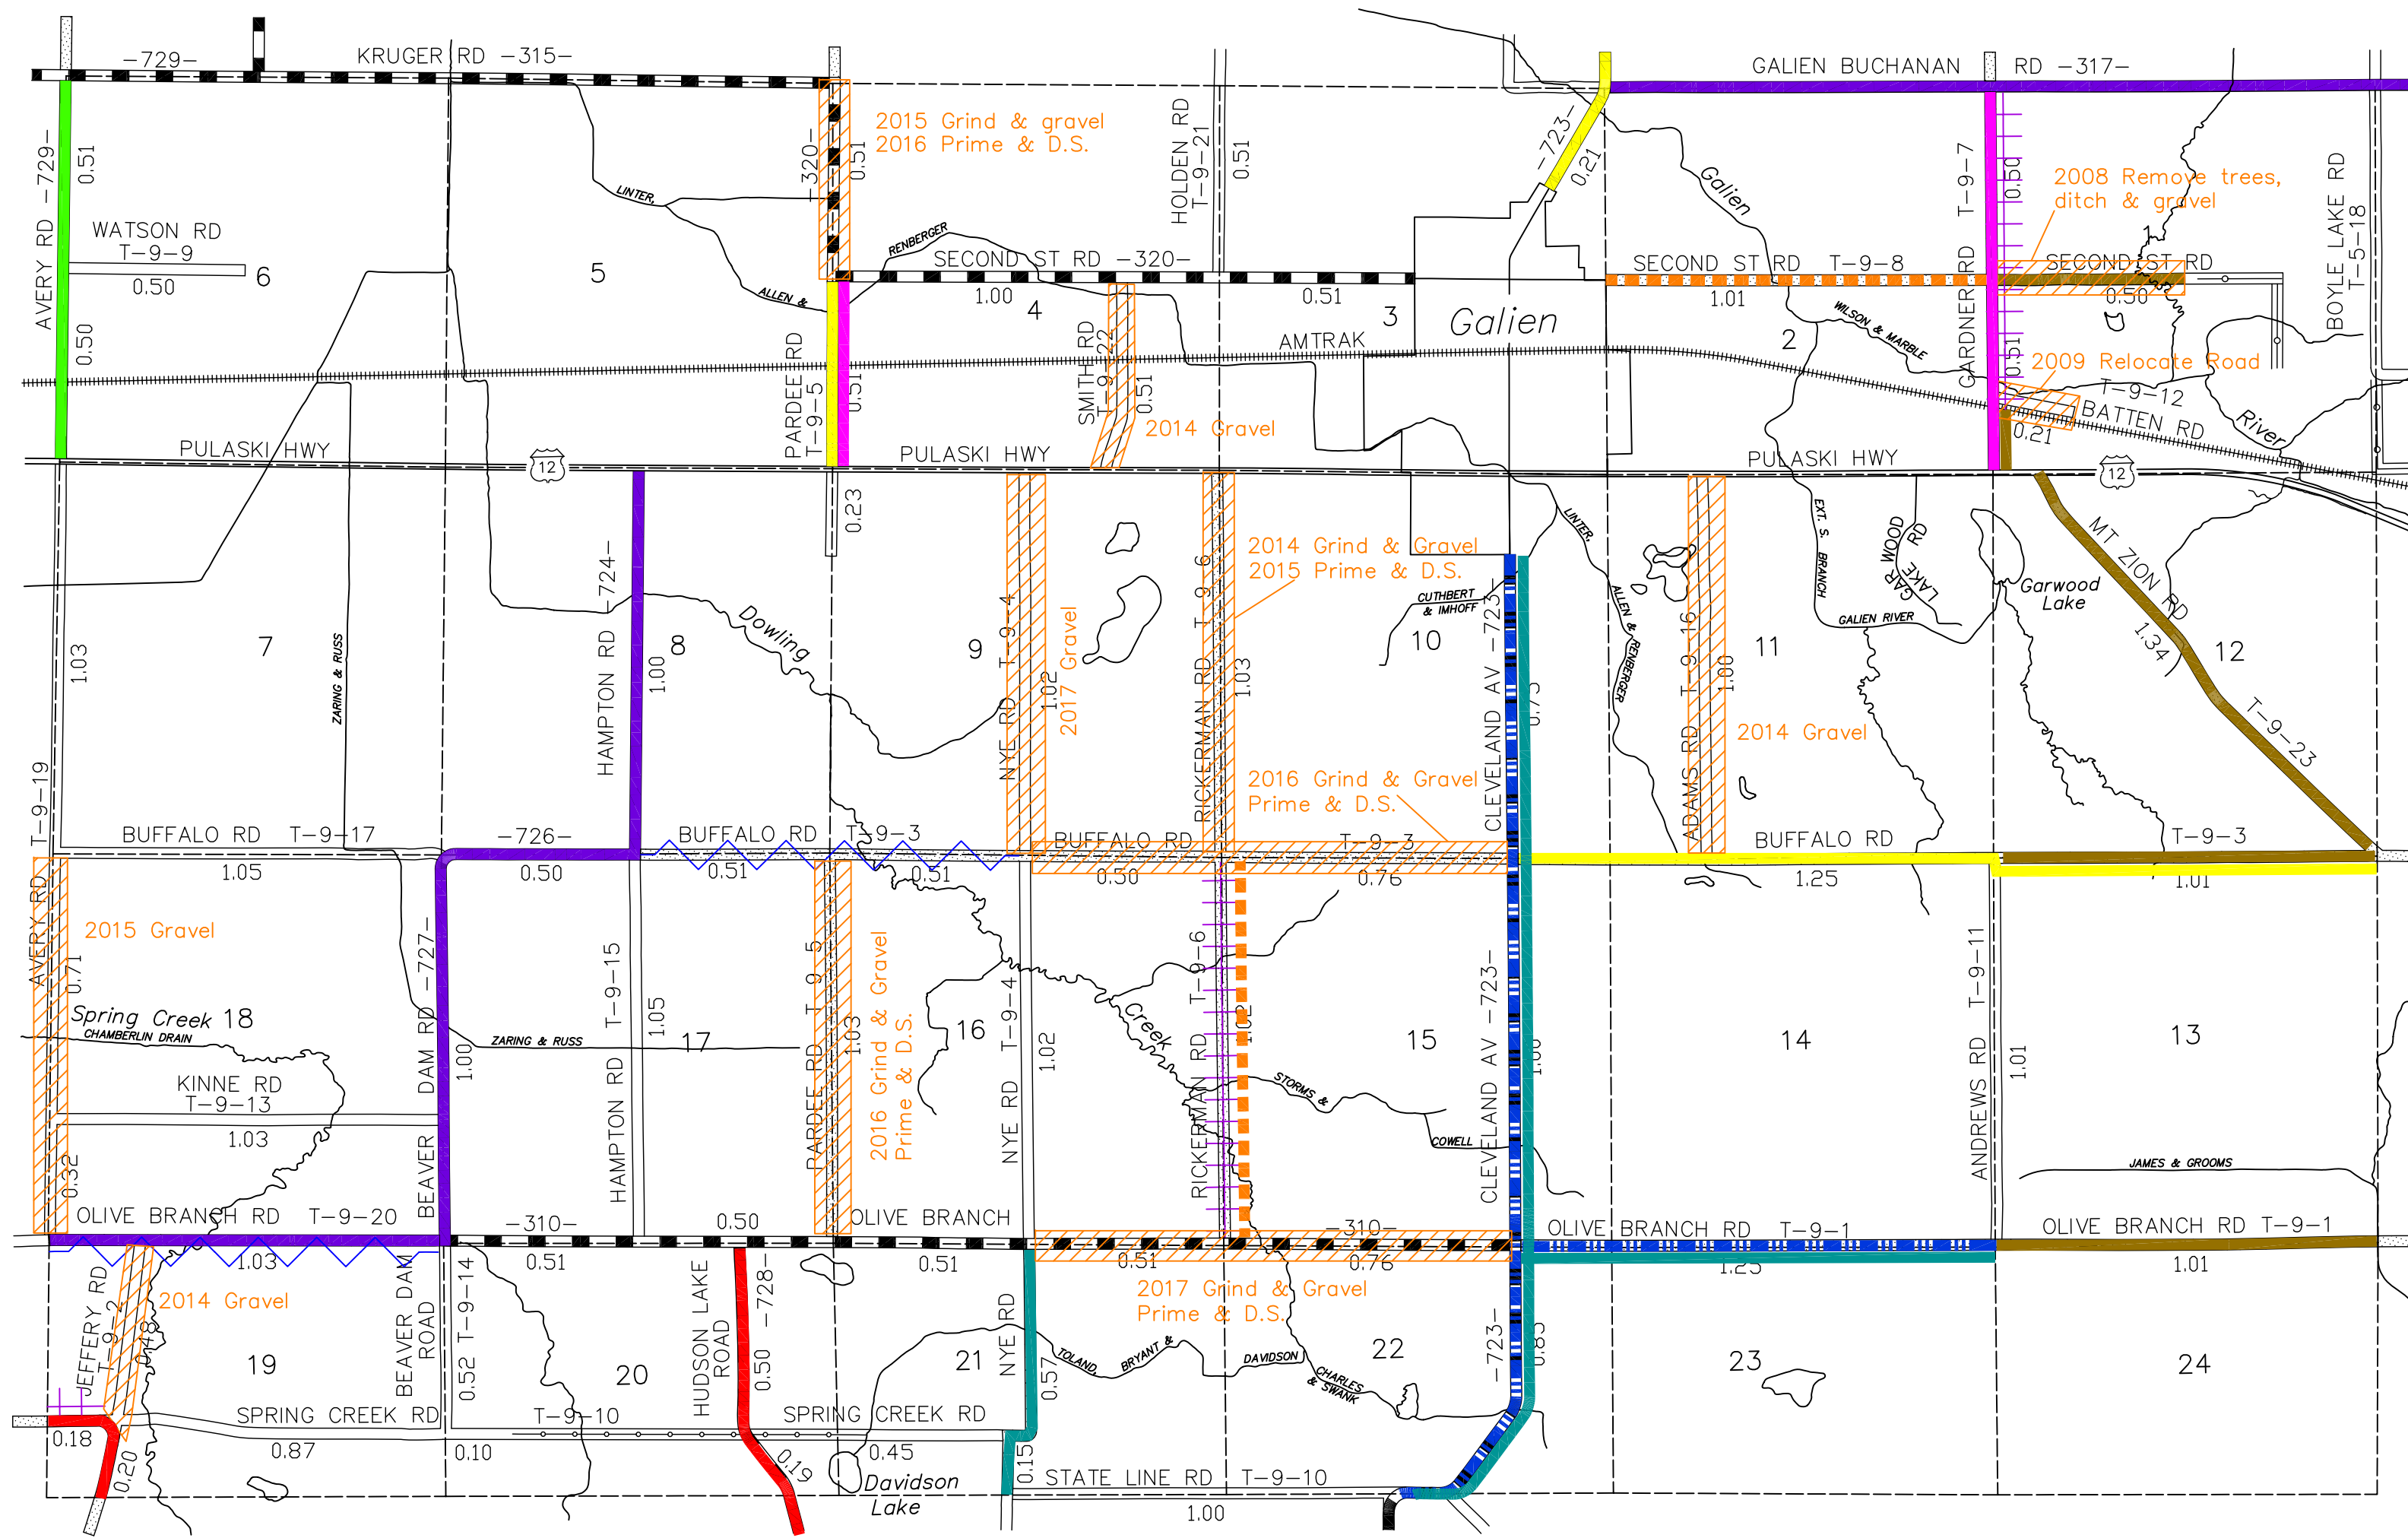 -729-
KRUGER RD -315-
GALIEN BUCHANAN RD -317-
AVERY RD -729-
0.51
0.50
WATSON RD
T-9-9
0.50
6
5
LINTER,
ALLEN &
-320-
0.51
2015 Grind & gravel
2016 Prime & D.S.
HOLDEN RD
T-9-21
0.51
RENBERGER
SECOND ST RD -320-
1.00
0.51
4
3
-723-
0.21
Galien
Galien
SECOND ST RD T-9-8
1.01
2
WILSON & MARBLE
GARDNER RD T-9-7
0.50
0.51
2008 Remove trees,
ditch & gravel
1
SECOND ST RD
0.50
BOYLE LAKE RD
T-5-18
2009 Relocate Road
T-9-12
BATTEN RD
0.21
River
AMTRAK
PARDEE RD
T-9-5
0.51
SMITH RD
T-9-22
0.51
2014 Gravel
PULASKI HWY
12
PULASKI HWY
PULASKI HWY
12
0.23
T-9-19
1.03
7
ZARING & RUSS
HAMPTON RD -724-
1.00
8
Dowling
9
NYE RD T-9-4
1.02
2017 Gravel
RICKERMAN RD T-9-6
1.03
2014 Grind & Gravel
2015 Prime & D.S.
CUTHBERT
& IMHOFF
10
CLEVELAND AV -723-
0.75
LINTER,
ALLEN & RENBERGER
ADAMS RD T-9-16
1.00
11
2014 Gravel
EXT. S. BRANCH
GALIEN RIVER
GAR WOOD
LAKE RD
Garwood
Lake
MT ZION RD
1.34
T-9-23
12
2016 Grind & Gravel
Prime & D.S.
BUFFALO RD T-9-17
1.05
-726-
0.50
BUFFALO RD T-9-3
0.51
0.51
BUFFALO RD T-9-3
0.50
0.76
BUFFALO RD
1.25
T-9-3
1.01
AVERY RD
0.71
0.32
2015 Gravel
Spring Creek 18
CHAMBERLIN DRAIN
KINNE RD
T-9-13
1.03
BEAVER DAM RD -727-
1.00
ZARING & RUSS
HAMPTON RD T-9-15
1.05
17
PARDEE RD T-9-5
1.03
2016 Grind & Gravel
Prime & D.S.
16
NYE RD T-9-4
1.02
Creek
RICKERMAN RD T-9-6
1.02
STORMS &
COWELL
15
CLEVELAND AV -723-
1.00
14
ANDREWS RD T-9-11
1.01
13
JAMES & GROOMS
OLIVE BRANCH RD T-9-20
1.03
-310-
0.51
0.50
OLIVE BRANCH
0.51
-310-
0.51
0.76
OLIVE BRANCH RD T-9-1
1.25
OLIVE BRANCH RD T-9-1
1.01
2017 Grind & Gravel
Prime & D.S.
JEFFERY RD
T-9-2
0.48
2014 Gravel
19
BEAVER DAM
ROAD
0.52 T-9-14
20
HUDSON LAKE
ROAD
0.50 -728-
21
NYE RD
0.57
TOLAND,
BRYANT &
DAVIDSON
CHARLES
& SWANK
22
-723-
0.83
23
24
SPRING CREEK RD
T-9-10
SPRING CREEK RD
0.18
0.20
0.87
0.10
0.19
0.45
0.15
Davidson
Lake
STATE LINE RD T-9-10
1.00